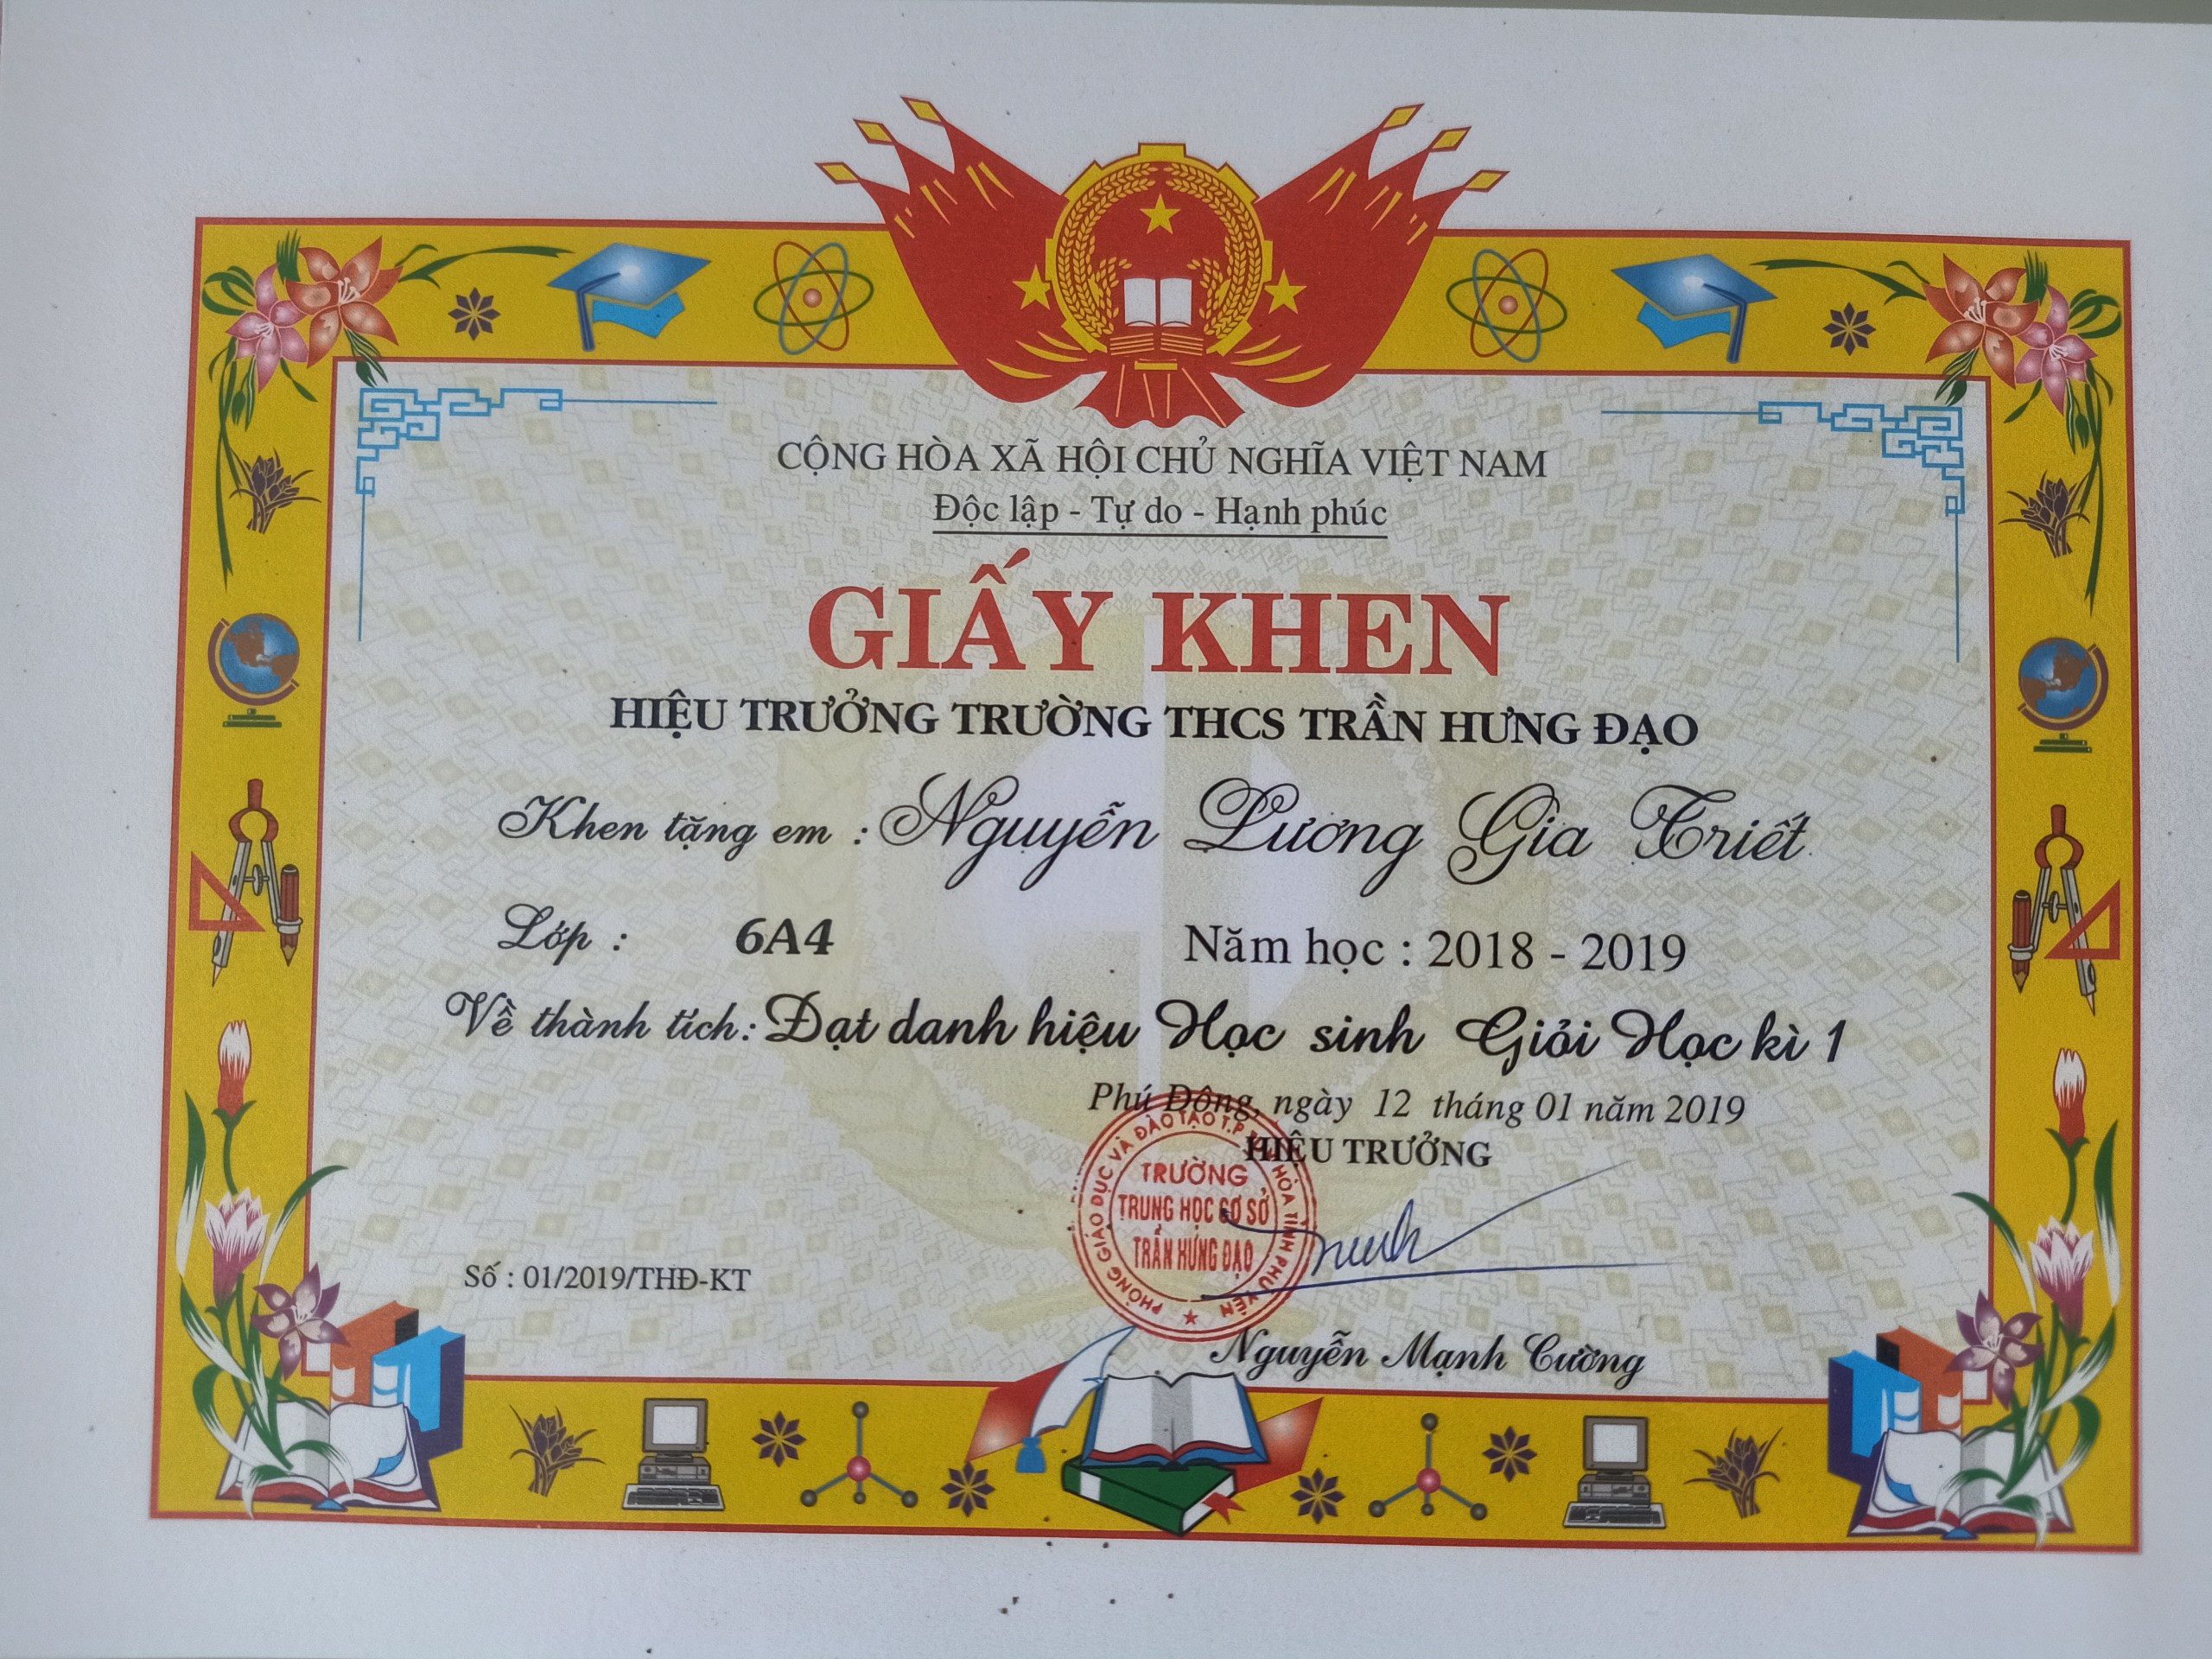 CỘNG HÒA XÃ HỘI CHỦ NGHĨA VIỆT NAM
Độc lập - Tự do - Hạnh phúc
GIẤY KHEN
HIỆU TRƯỞNG TRƯỜNG THCS TRẦN HƯNG ĐẠO
Khen tặng em : Nguyễn Lương Gia Triết
Lớp : 6A4 Năm học : 2018 - 2019
Về thành tích: Đạt danh hiệu Học sinh Giỏi Học kì 1
Phú Đông, ngày 12 tháng 01 năm 2019
HIỆU TRƯỞNG
PHÒNG GIÁO DỤC VÀ ĐÀO TẠO T.P HÒA TỈNH PHÚ YÊN
TRƯỜNG
TRUNG HỌC CƠ SỞ
TRẦN HƯNG ĐẠO
Số : 01/2019/THĐ-KT
Nguyễn Mạnh Cường